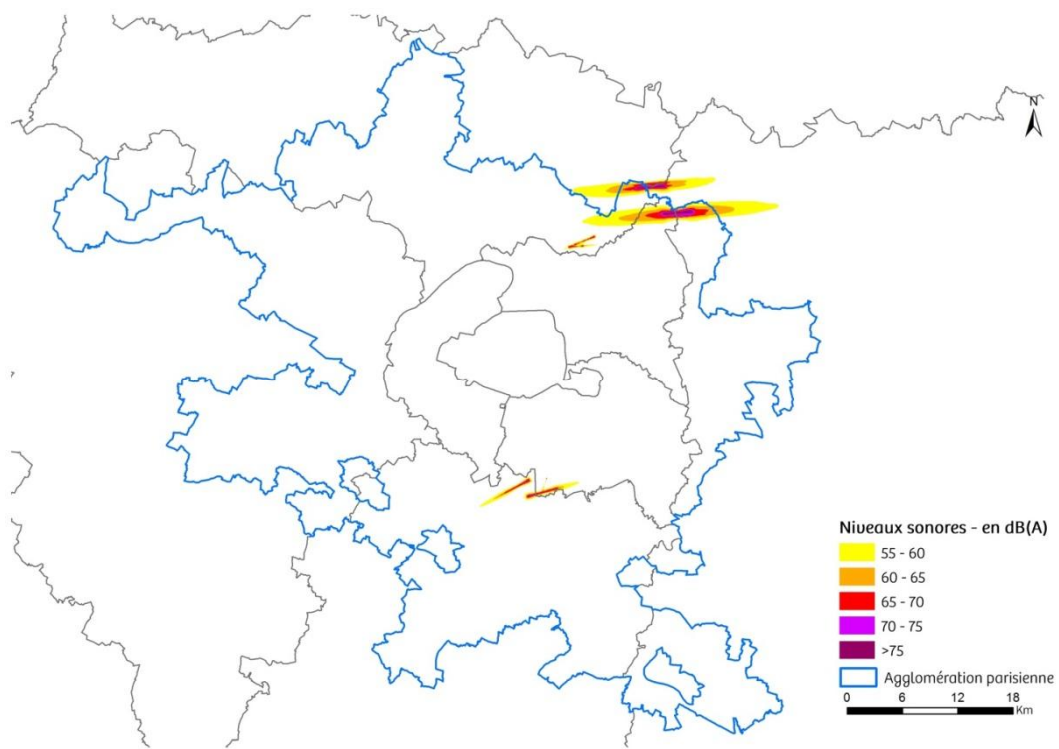 N
Niveaux sonores - en dB(A)
55 - 60
60 - 65
65 - 70
70 - 75
>75
Agglomération parisienne
0 6 12 18
Km